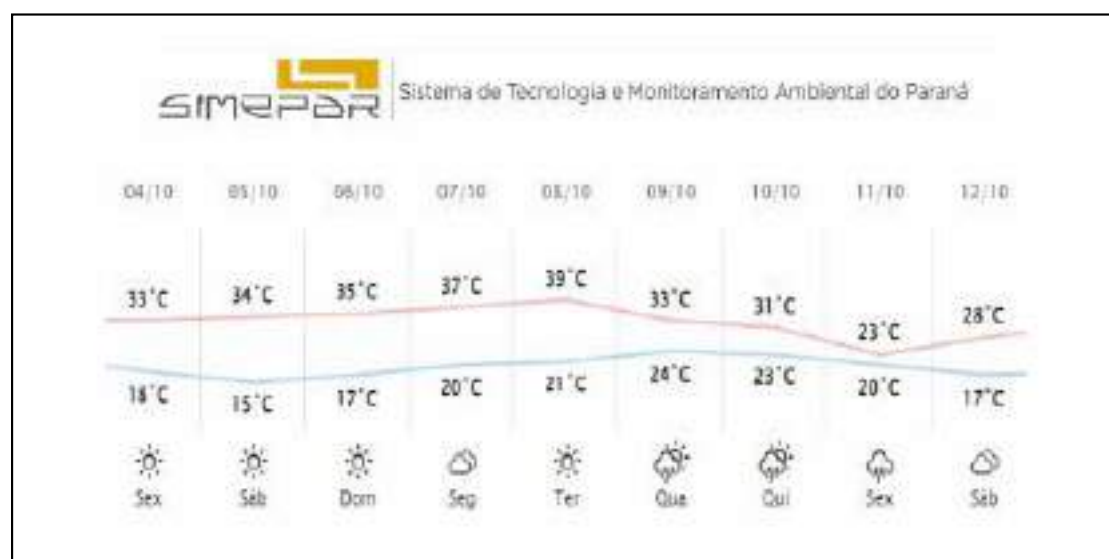 SIMEPAR
Sistema de Tecnologia e Monitoramento Ambiental do Paraná
04/10 05/10 06/10 07/10 08/10 09/10 10/10 11/10 12/10
33°C 34°C 35°C 37°C 39°C 33°C 31°C 23°C 28°C
15°C 17°C 20°C 21°C 24°C 23°C 20°C 17°C
Sex Sáb Dom Seg Ter Qua Qui Sex Sáb